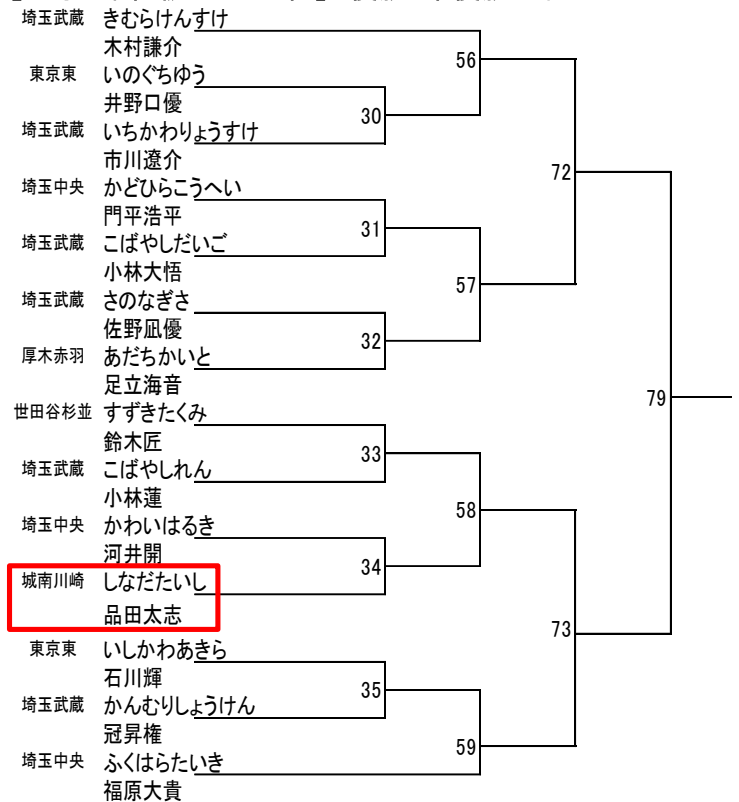 埼玉武蔵 きむらけんすけ
木村謙介
56
東京東 いのぐちゆう
井野口優
30
埼玉武蔵 いちかわりょうすけ
市川遼介
72
埼玉中央 かどひらこうへい
門平浩平
31
埼玉武蔵 こばやしだいご
小林大悟
57
埼玉武蔵 さのなぎさ
佐野凪優
32
厚木赤羽 あだちかいと
足立海音
79
世田谷杉並 すずきたくみ
鈴木匠
33
埼玉武蔵 こばやしれん
小林蓮
58
埼玉中央 かわいはるき
河井開
34
城南川崎 しなだたいし
品田太志
73
東京東 いしかわあきら
石川輝
35
埼玉武蔵 かんむりしょうけん
冠昇権
59
埼玉中央 ふくはらたいき
福原大貴